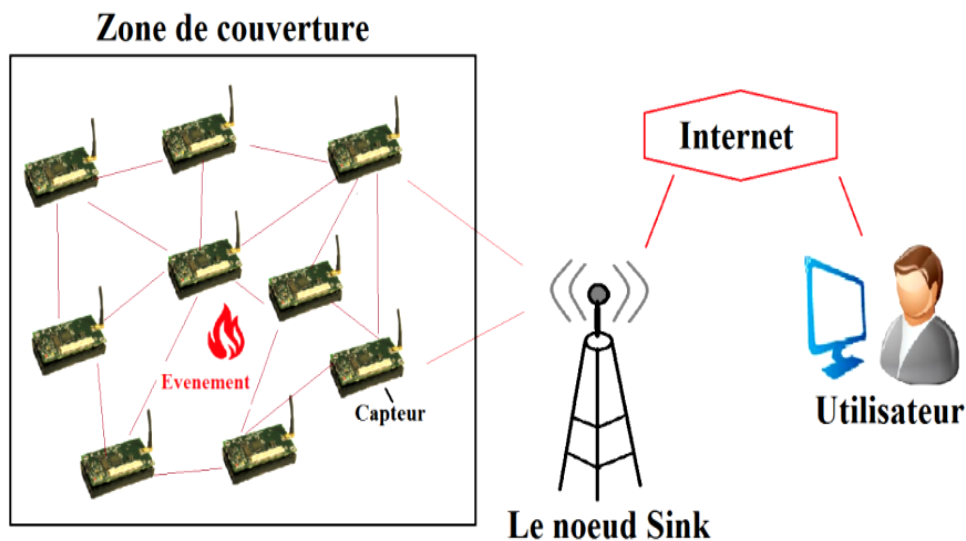 Zone de couverture
Internet
Evenement
Capteur
Utilisateur
Le noeud Sink